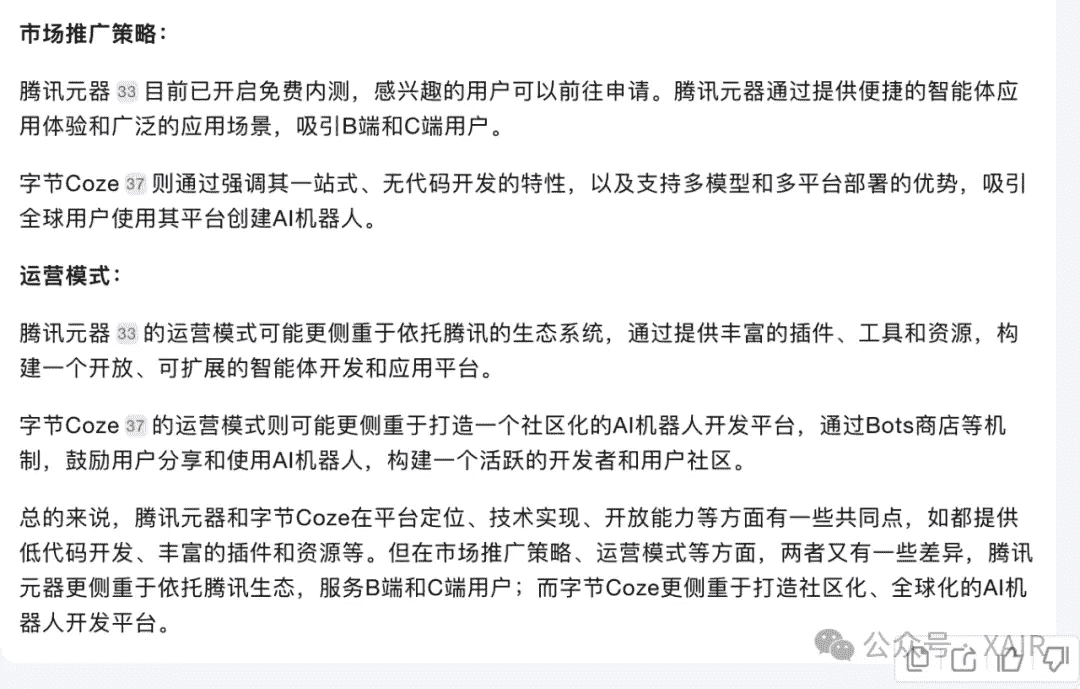 市场推广策略：
腾讯元器 33 目前已开启免费内测，感兴趣的用户可以前往申请。腾讯元器通过提供便捷的智能体应
用体验和广泛的应用场景，吸引B端和C端用户。
字节Coze 37 则通过强调其一站式、无代码开发的特性，以及支持多模型和多平台部署的优势，吸引
全球用户使用其平台创建AI机器人。
运营模式：
腾讯元器 33 的运营模式可能更侧重于依托腾讯的生态系统，通过提供丰富的插件、工具和资源，构
建一个开放、可扩展的智能体开发和应用平台。
字节Coze 37 的运营模式则可能更侧重于打造一个社区化的AI机器人开发平台，通过Bots商店等机
制，鼓励用户分享和使用AI机器人，构建一个活跃的开发者和用户社区。
总的来说，腾讯元器和字节Coze在平台定位、技术实现、开放能力等方面有一些共同点，如都提供
低代码开发、丰富的插件和资源等。但在市场推广策略、运营模式等方面，两者又有一些差异，腾讯
元器更侧重于依托腾讯生态，服务B端和C端用户；而字节Coze更侧重于打造社区化、全球化的AI机
器人开发平台。
公众号 · XAIR